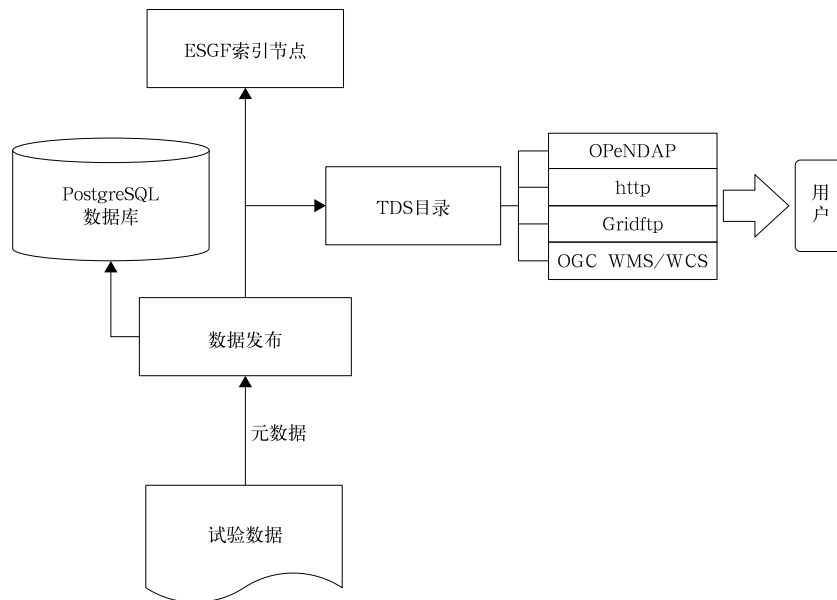 ESGF索引节点
PostgreSQL
数据库
TDS目录
OPeNDAP
http
Gridftp
OGC WMS/WCS
用
户
数据发布
元数据
试验数据